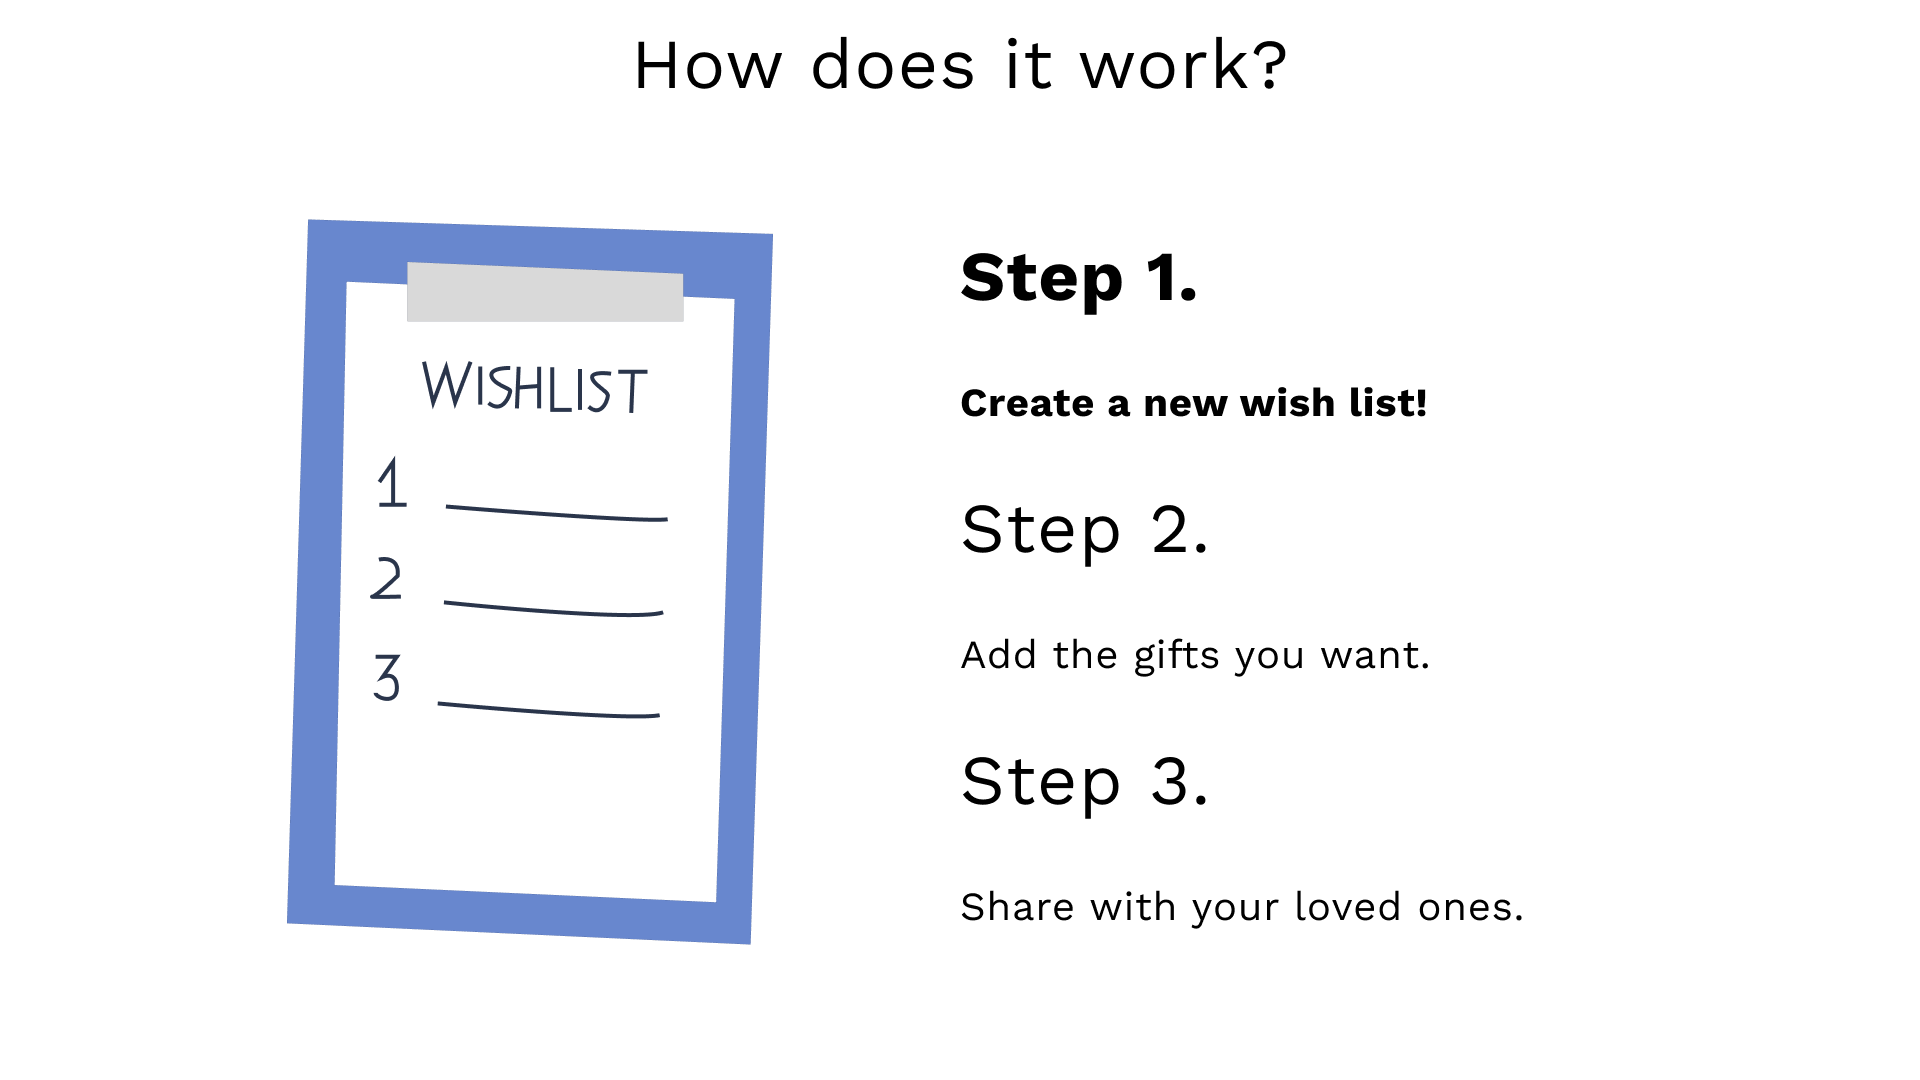 How does it work?
WISHLIST
1
2
3
Step 1.
Create a new wish list!
Step 2.
Add the gifts you want.
Step 3.
Share with your loved ones.